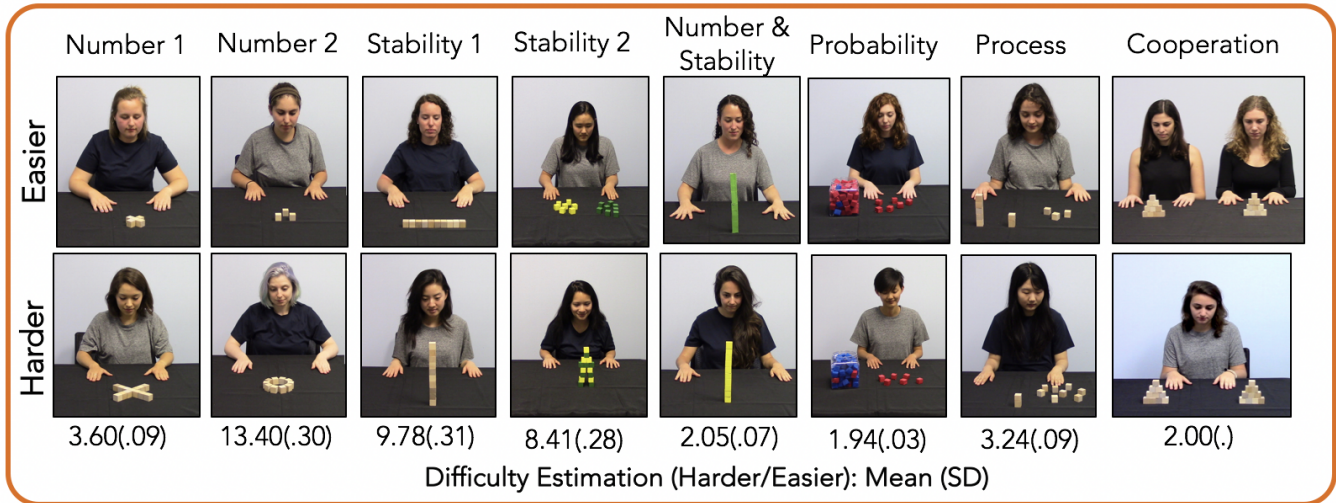 Number 1
Number 2
Stability 1
Stability 2
Number &
Stability
Probability
Process
Cooperation
Easier
Harder
3.60(.09)
13.40(.30)
9.78(.31)
8.41(.28)
2.05(.07)
1.94(.03)
3.24(.09)
2.00(.)
Difficulty Estimation (Harder/Easier): Mean (SD)